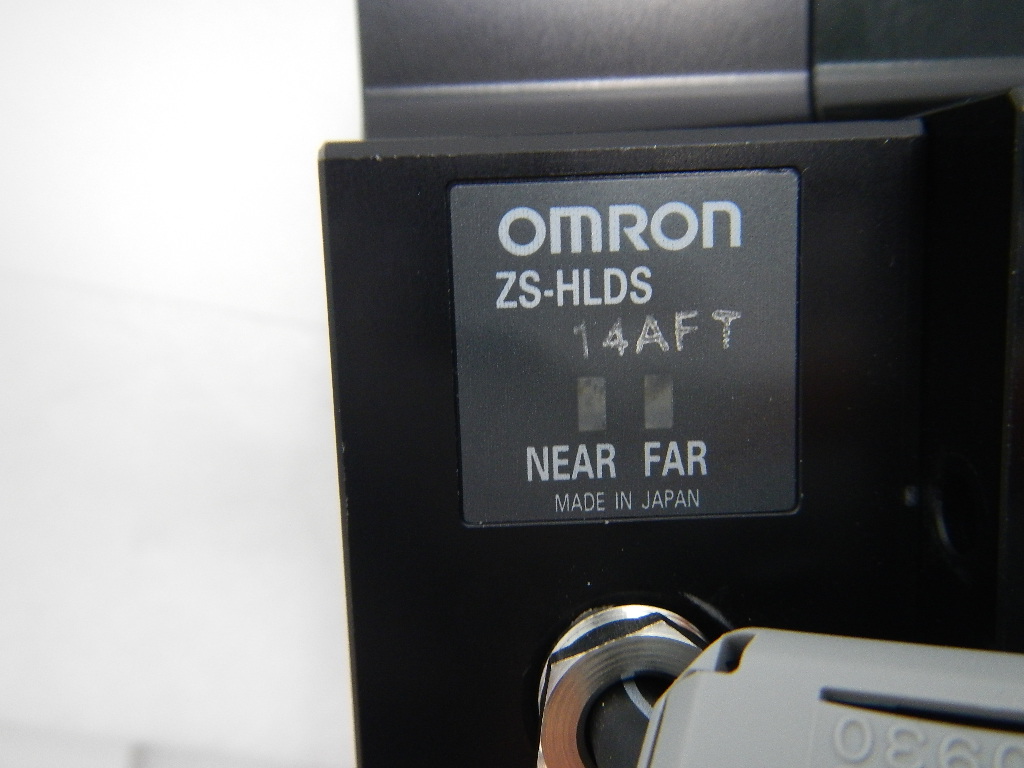 OMRON
ZS-HLDS
14AFT
NEAR FAR
MADE IN JAPAN